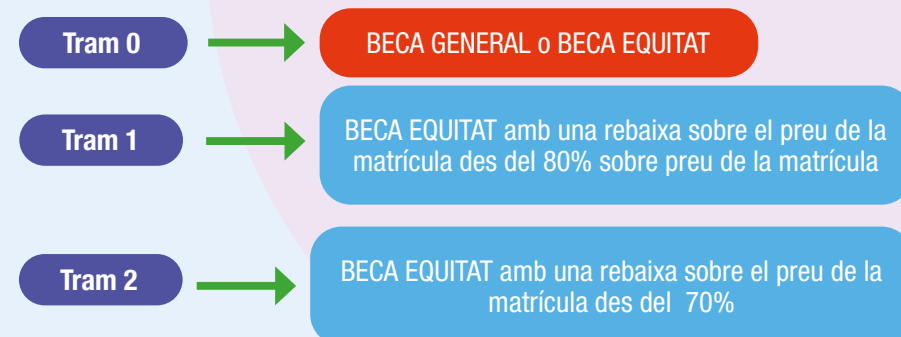 Tram 0
BECA GENERAL o BECA EQUITAT
Tram 1
BECA EQUITAT amb una rebaixa sobre el preu de la
matrícula des del 80% sobre preu de la matrícula
Tram 2
BECA EQUITAT amb una rebaixa sobre el preu de la
matrícula des del 70%